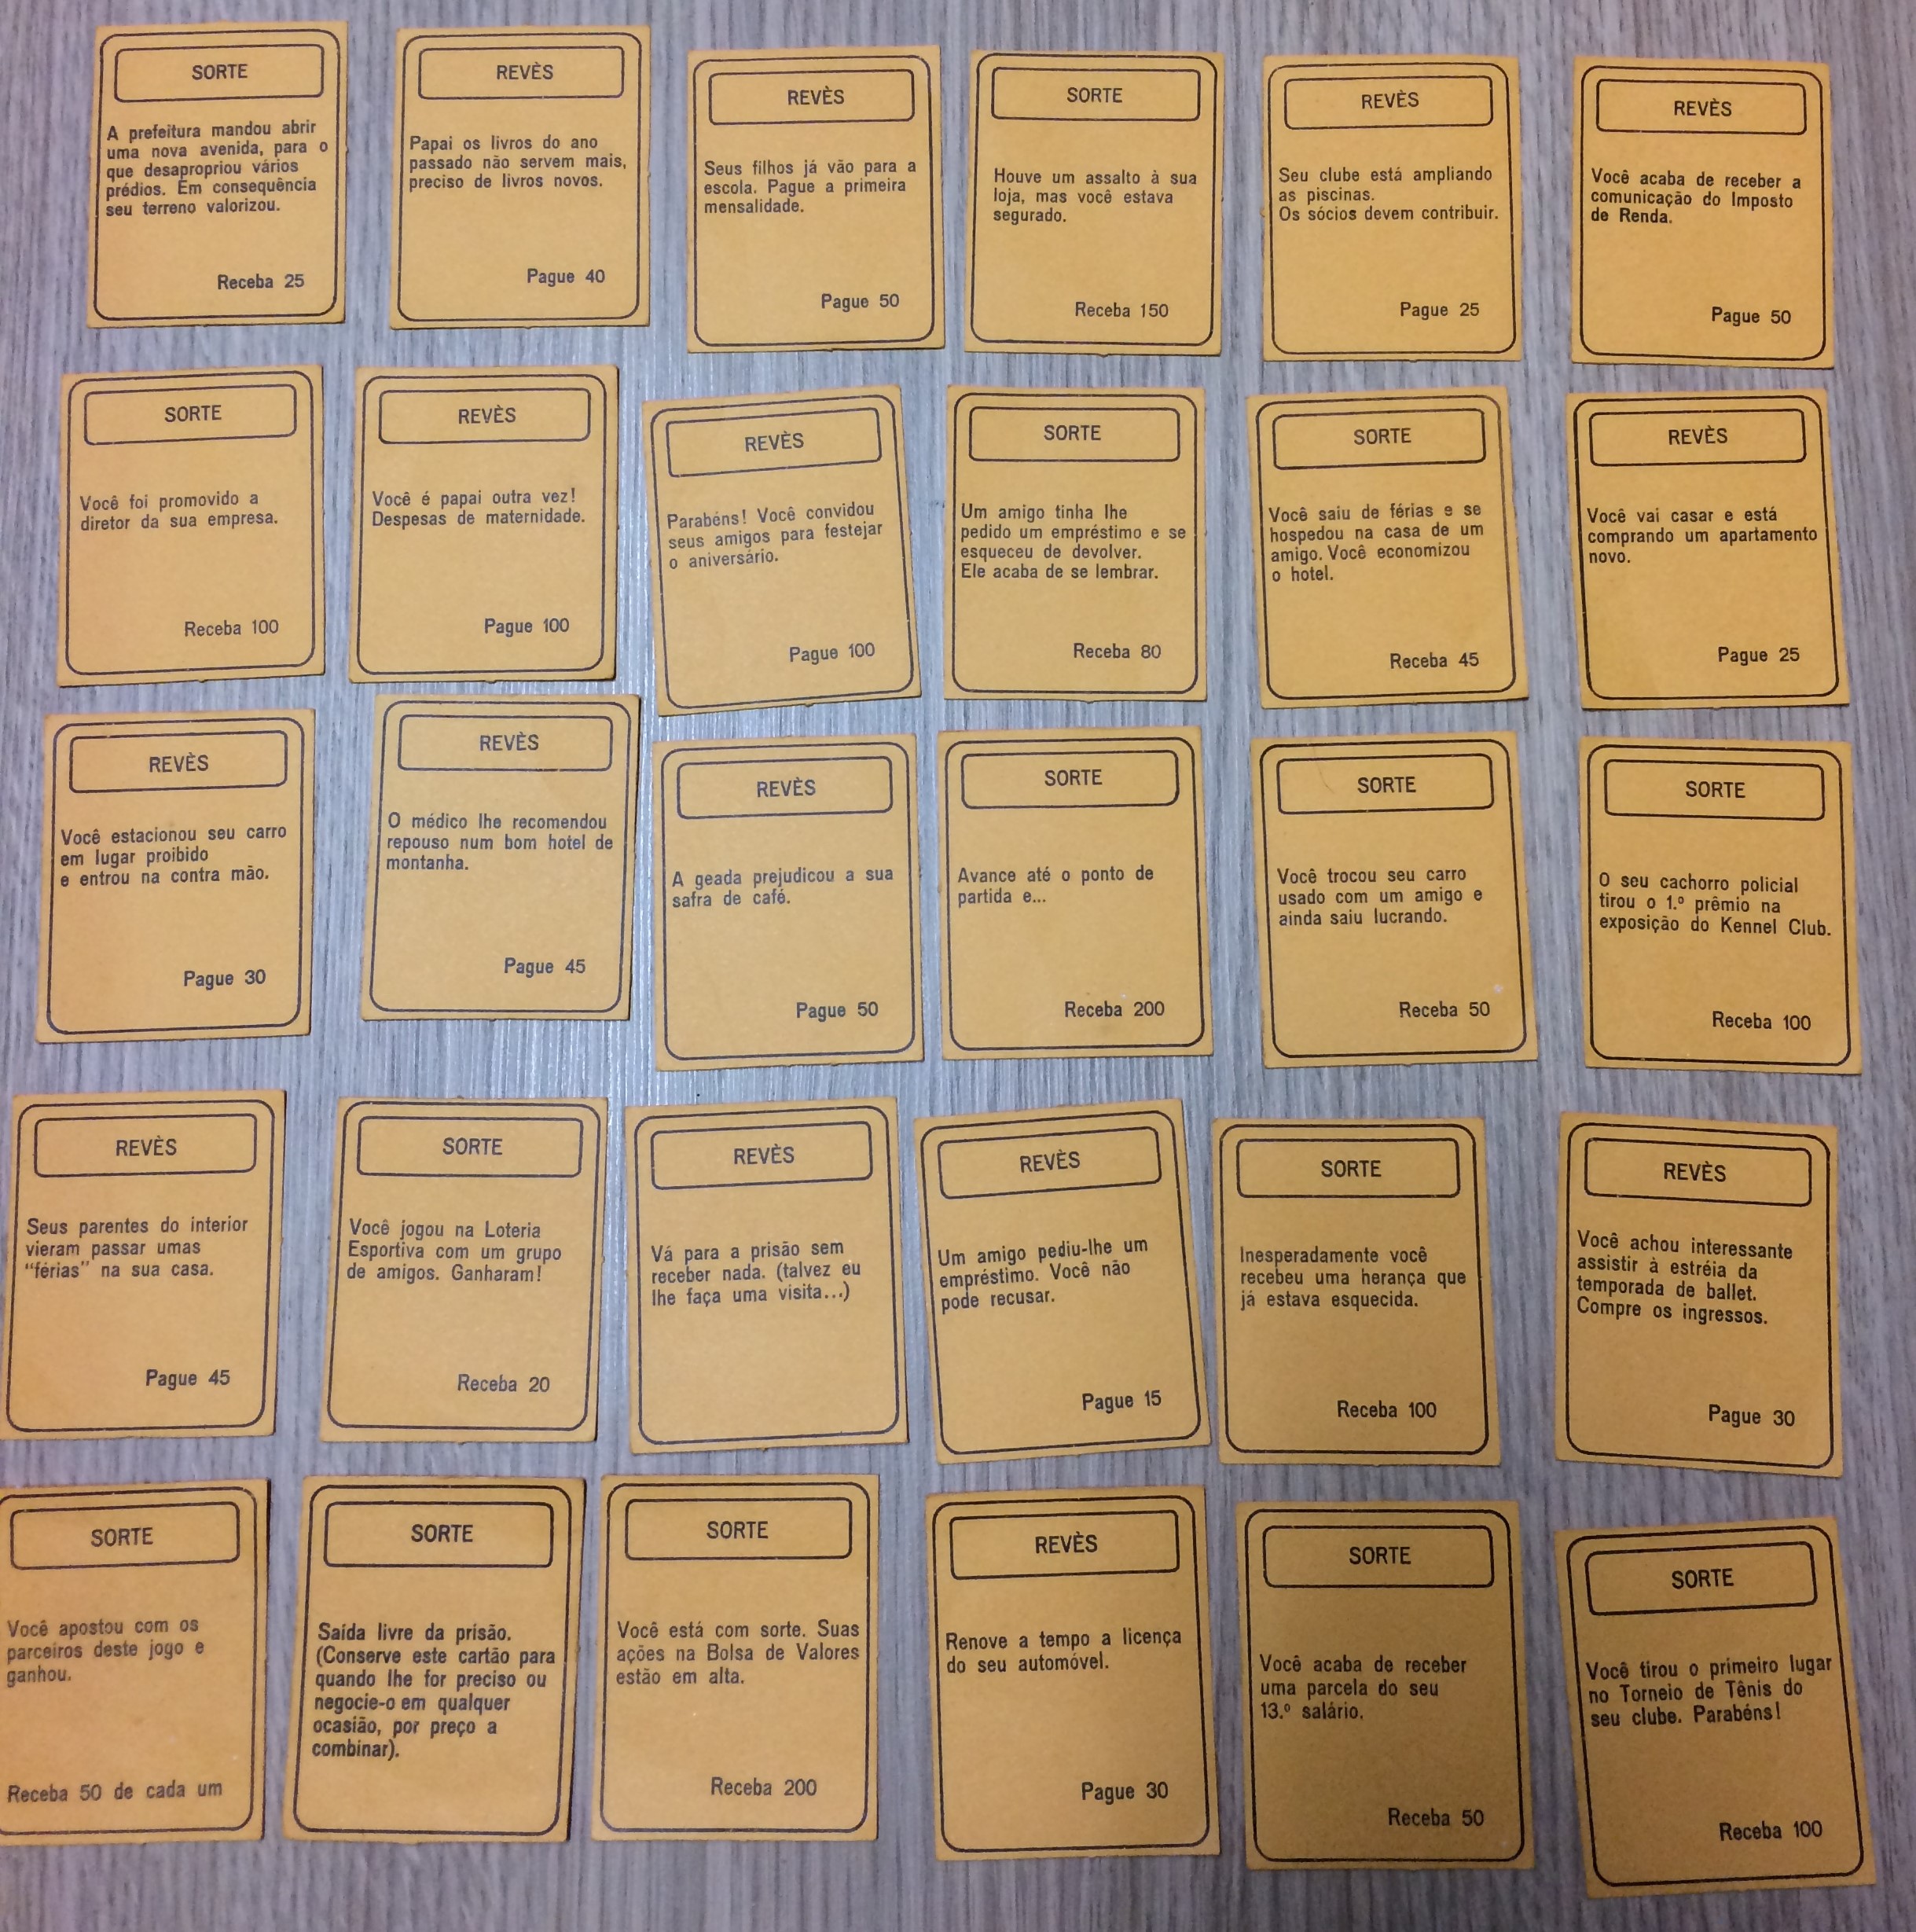 SORTE
A prefeitura mandou abrir
uma nova avenida, para o
que desapropriou vários
prédios. Em consequência
seu terreno valorizou.
Receba 25
REVÈS
Papai os livros do ano
passado não servem mais,
preciso de livros novos.
Pague 40
REVÈS
Seus filhos já vão para a
escola. Pague a primeira
mensalidade.
Pague 50
SORTE
Houve um assalto à sua
loja, mas você estava
segurado.
Receba 150
REVÈS
Seu clube está ampliando
as piscinas.
Os sócios devem contribuir.
Pague 25
REVÈS
Você acaba de receber a
comunicação do Imposto
de Renda.
Pague 50
SORTE
Você foi promovido a
diretor da sua empresa.
Receba 100
REVÈS
Você é papai outra vez!
Despesas de maternidade.
Pague 100
REVÈS
Parabéns! Você convidou
seus amigos para festejar
o aniversário.
Pague 100
SORTE
Um amigo tinha lhe
pedido um empréstimo e se
esqueceu de devolver.
Ele acaba de se lembrar.
Receba 80
SORTE
Você saiu de férias e se
hospedou na casa de um
amigo. Você economizou
o hotel.
Receba 45
REVÈS
Você vai casar e está
comprando um apartamento
novo.
Pague 25
REVÈS
Você estacionou seu carro
em lugar proibido
e entrou na contra mão.
Pague 30
REVÈS
O médico lhe recomendou
repouso num bom hotel de
montanha.
Pague 45
REVÈS
A geada prejudicou a sua
safra de café.
Pague 50
SORTE
Avance até o ponto de
partida e...
Receba 200
SORTE
Você trocou seu carro
usado com um amigo e
ainda saiu lucrando.
Receba 50
SORTE
O seu cachorro policial
tirou o 1.º prêmio na
exposição do Kennel Club.
Receba 100
REVÈS
Seus parentes do interior
vieram passar umas
“férias” na sua casa.
Pague 45
SORTE
Você jogou na Loteria
Esportiva com um grupo
de amigos. Ganharam!
Receba 20
REVÈS
Vá para a prisão sem
receber nada. (talvez eu
lhe faça uma visita...)
REVÈS
Um amigo pediu-lhe um
empréstimo. Você não
pode recusar.
Pague 15
SORTE
Inesperadamente você
recebeu uma herança que
já estava esquecida.
Receba 100
REVÈS
Você achou interessante
assistir à estréia da
temporada de ballet.
Compre os ingressos.
Pague 30
SORTE
Você apostou com os
parceiros deste jogo e
ganhou.
Receba 50 de cada um
SORTE
Saída livre da prisão.
(Conserve este cartão para
quando lhe for preciso ou
negocie-o em qualquer
ocasião, por preço a
combinar).
SORTE
Você está com sorte. Suas
ações na Bolsa de Valores
estão em alta.
Receba 200
REVÈS
Renove a tempo a licença
do seu automóvel.
Pague 30
SORTE
Você acaba de receber
uma parcela do seu
13.º salário.
Receba 50
SORTE
Você tirou o primeiro lugar
no Torneio de Tênis do
seu clube. Parabéns!
Receba 100